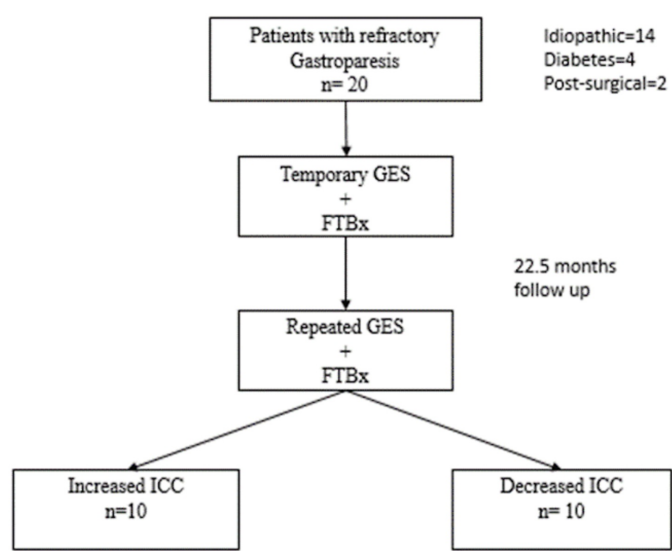 Patients with refractory
Gastroparesis
n= 20
Idiopathic=14
Diabetes=4
Post-surgical=2
Temporary GES
+
FTBx
22.5 months
follow up
Repeated GES
+
FTBx
Increased ICC
n=10
Decreased ICC
n= 10